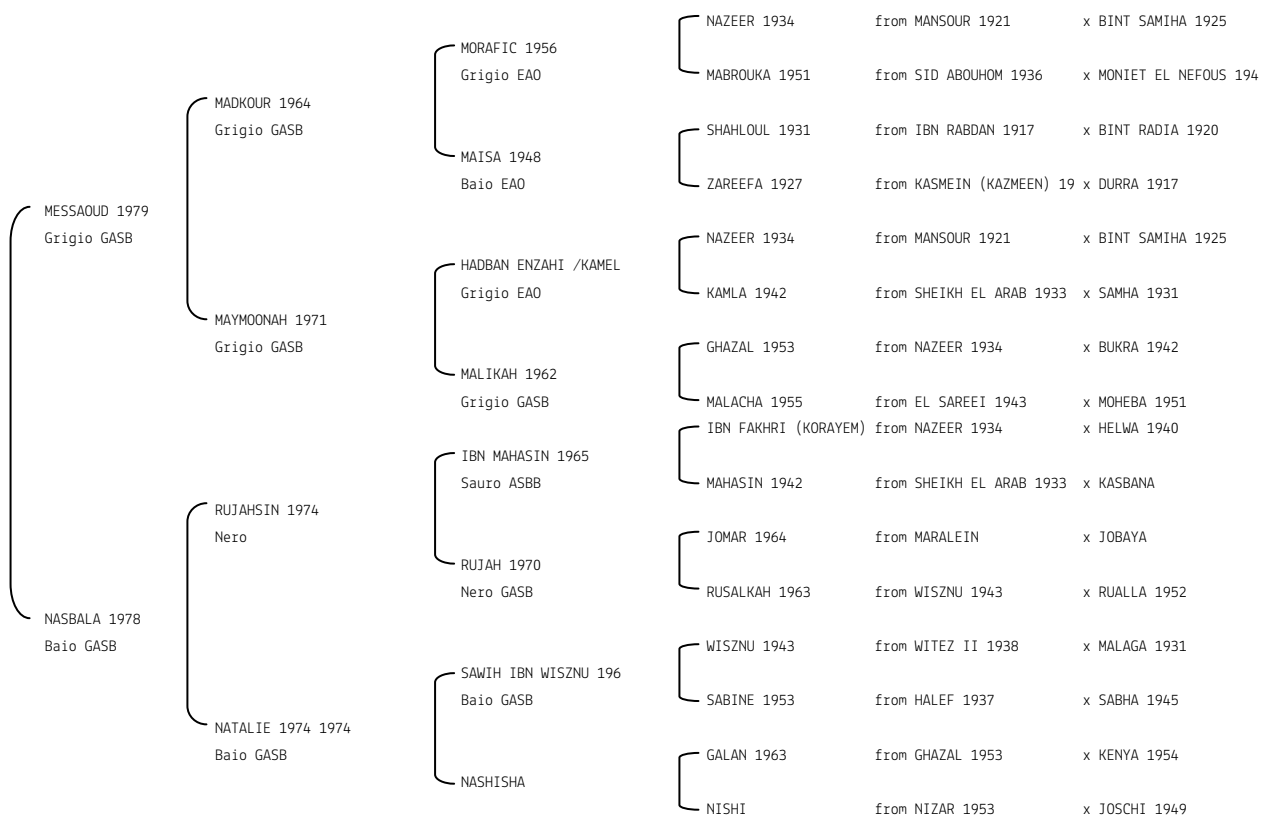 NAZEER 1934 from MANSOUR 1921 x BINT SAMIHA 1925
MORAFIC 1956
Grigio EAO
MABROUKA 1951 from SID ABOUHOM 1936 x MONIET EL NEFOUS 194
MADKOUR 1964
Grigio GASB
SHAHLOUL 1931 from IBN RABDAN 1917 x BINT RADIA 1920
MAISA 1948
Baio EAO
ZAREEFA 1927 from KASMEIN (KAZMEEN) 19 x DURRA 1917
MESSAOUD 1979
Grigio GASB
NAZEER 1934 from MANSOUR 1921 x BINT SAMIHA 1925
HADBAN ENZAHI /KAMEL
Grigio EAO
KAMLA 1942 from SHEIKH EL ARAB 1933 x SAMHA 1931
MAYMOONAH 1971
Grigio GASB
GHAZAL 1953 from NAZEER 1934 x BUKRA 1942
MALIKAH 1962
Grigio GASB
MALACHA 1955 from EL SAREEI 1943 x MOHEBA 1951
IBN FAKHRI (KORAYEM) from NAZEER 1934 x HELWA 1940
IBN MAHASIN 1965
Sauro ASBB
MAHASIN 1942 from SHEIKH EL ARAB 1933 x KASBANA
RUJAHSIN 1974
Nero
JOMAR 1964 from MARALEIN x JOBAYA
RUJAH 1970
Nero GASB
RUSALKAH 1963 from WISZNU 1943 x RUALLA 1952
NASBALA 1978
Baio GASB
WISZNU 1943 from WITEZ II 1938 x MALAGA 1931
SAWIH IBN WISZNU 196
Baio GASB
SABINE 1953 from HALEF 1937 x SABHA 1945
NATALIE 1974 1974
Baio GASB
GALAN 1963 from GHAZAL 1953 x KENYA 1954
NASHISHA
NISHI from NIZAR 1953 x JOSCHI 1949